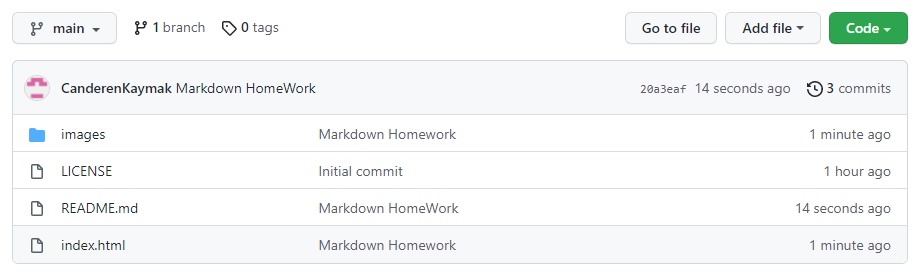 main 1 branch 0 tags Go to file Add file Code
CanderenKaymak Markdown HomeWork 20a3eaf 14 seconds ago 3 commits
images Markdown Homework 1 minute ago
LICENSE Initial commit 1 hour ago
README.md Markdown HomeWork 14 seconds ago
index.html Markdown Homework 1 minute ago